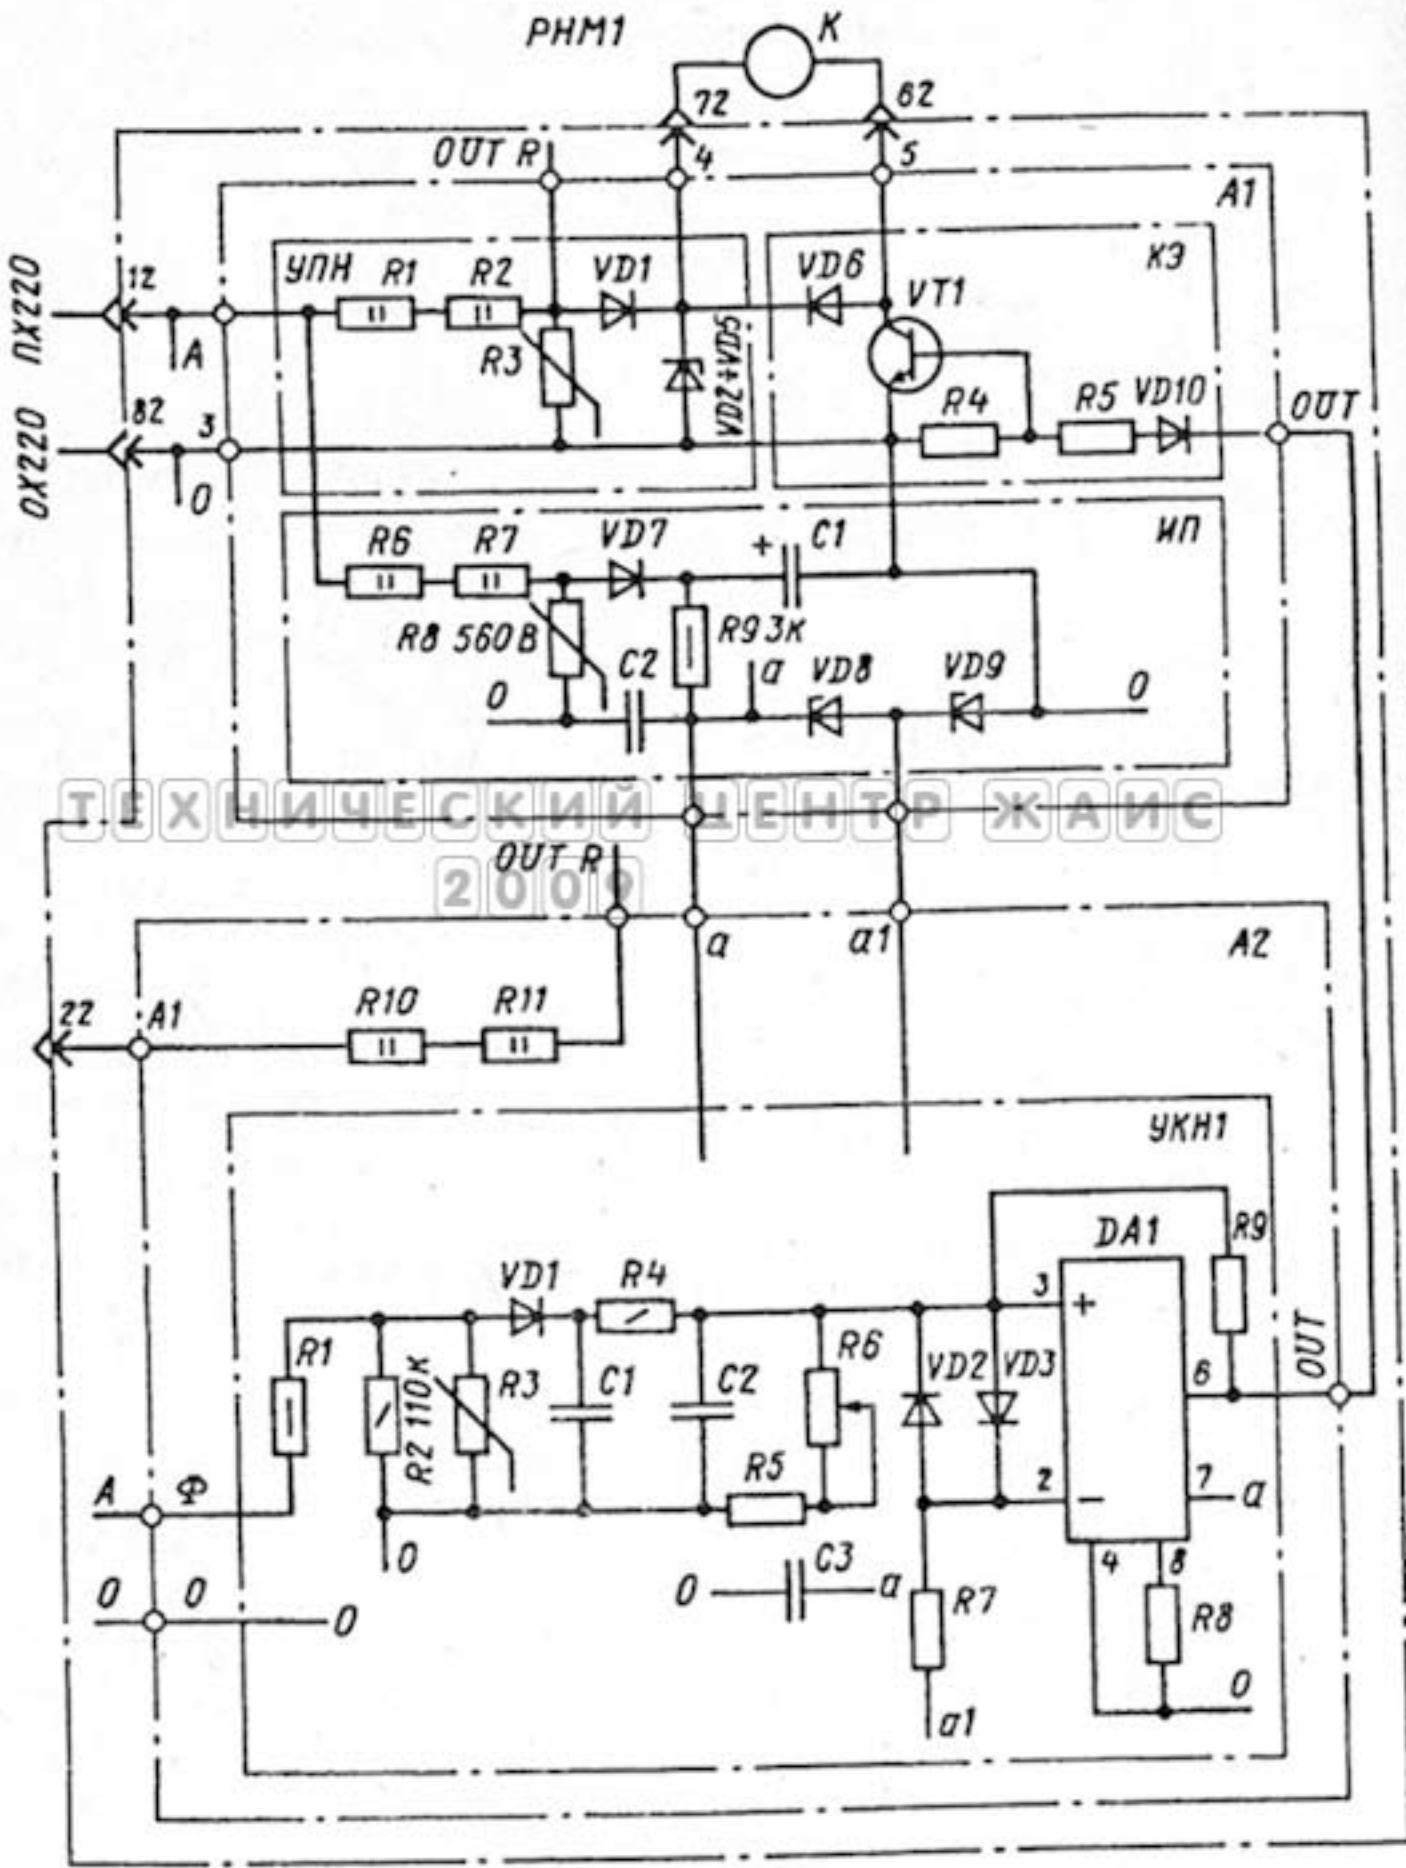 РНМ1
К
72
62
OUT R
4
5
А1
ПХ220
12
УПН
R1
R2
VD1
VD6
КЭ
VT1
А
R3
VD2÷VD5
R4
R5
VD10
OUT
ОХ220
82
3
0
R6
R7
VD7
+
C1
ИП
R8 560В
R9 3к
C2
а
VD8
VD9
0
0
ТЕХНИЧЕСКИЙ ЦЕНТР ЖАИС
2009
OUT R
а
а1
А2
22
А1
R10
R11
УКН1
DA1
R9
VD1
R4
3
+
OUT
R1
R2 110к
R3
C1
C2
R6
VD2
VD3
6
А
Ф
R5
2
−
7
а
0
4
8
0
0
0
0
C3
а
R7
R8
0
а1